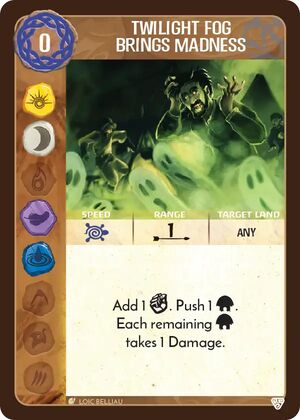 0
TWILIGHT FOG
BRINGS MADNESS
SPEED RANGE TARGET LAND
1 ANY
Add 1 . Push 1 .
Each remaining
takes 1 Damage.
LOIC BELLIAU